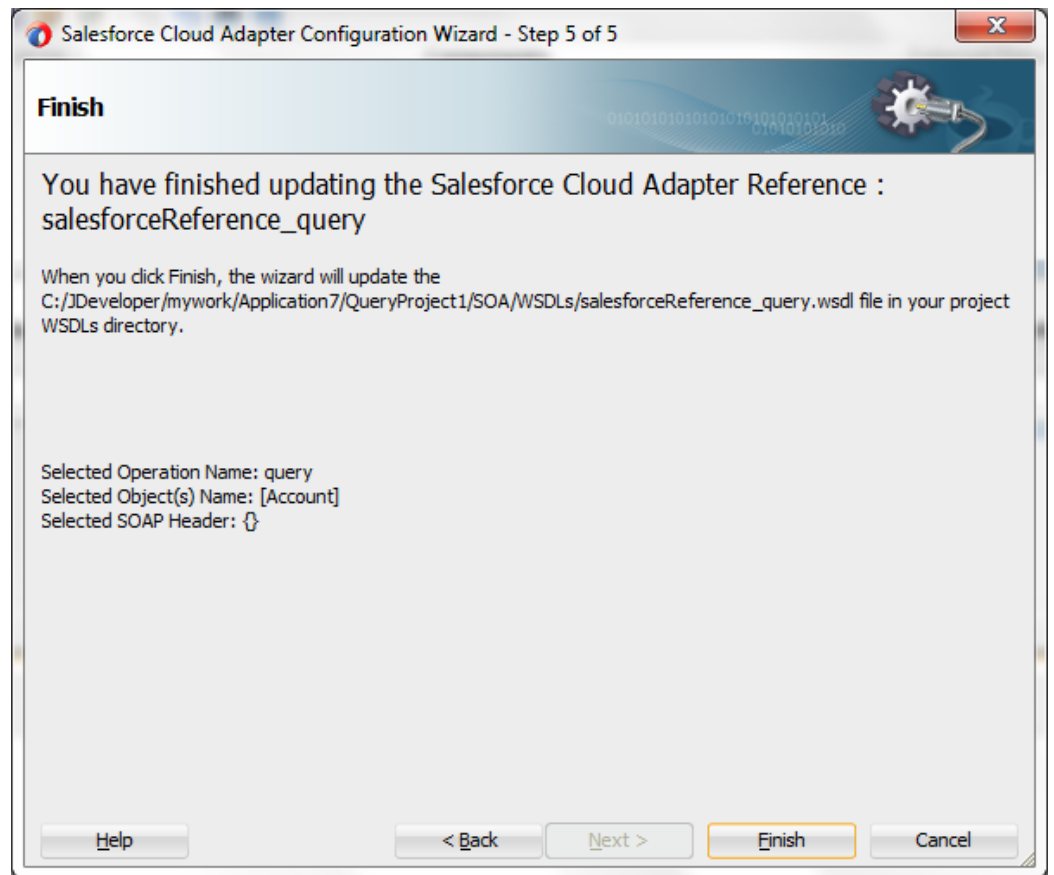 Salesforce Cloud Adapter Configuration Wizard - Step 5 of 5
Finish
You have finished updating the Salesforce Cloud Adapter Reference :
salesforceReference_query
When you click Finish, the wizard will update the
C:/JDeveloper/mywork/Application7/QueryProject1/SOA/WSDLs/salesforceReference_query.wsdl file in your project
WSDLs directory.
Selected Operation Name: query
Selected Object(s) Name: [Account]
Selected SOAP Header: {}
Help
< Back
Next >
Finish
Cancel